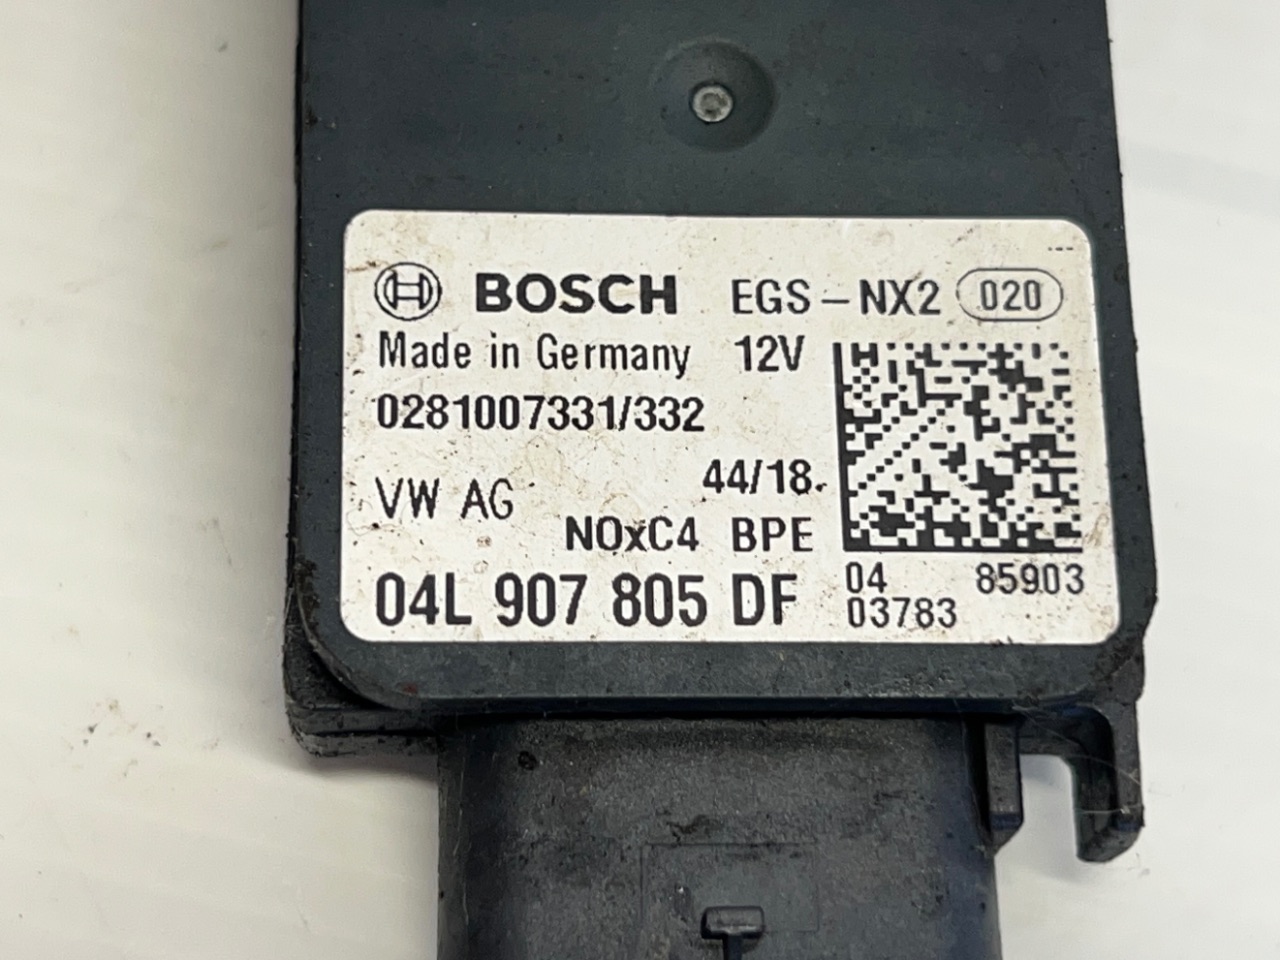 BOSCH EGS-NX2 020
Made in Germany 12V
0281007331/332
44/18.
VW AG
NOxC4 BPE
04L 907 805 DF
04 85903
03783